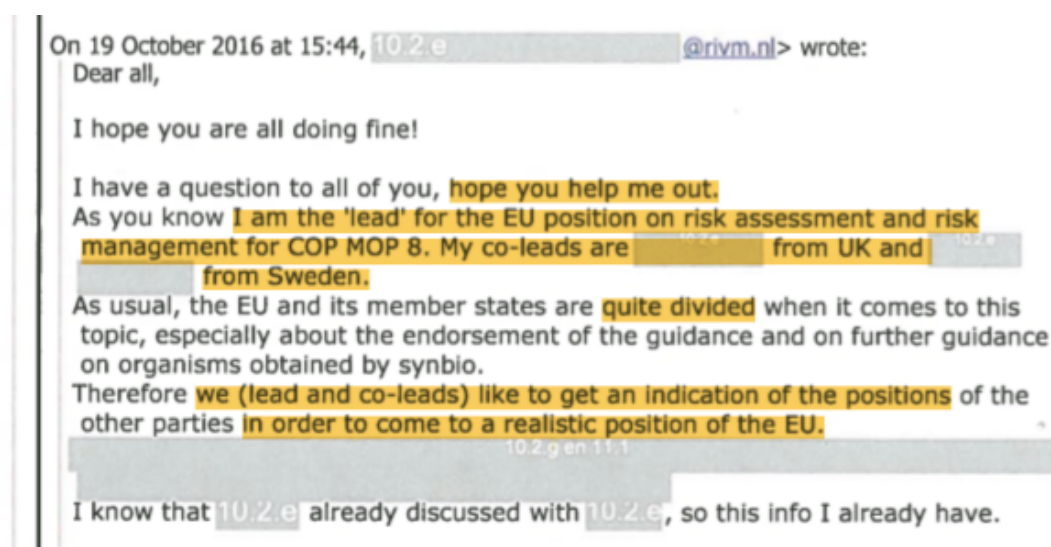 On 19 October 2016 at 15:44, 10.2.e @rivm.nl> wrote:
Dear all,
I hope you are all doing fine!
I have a question to all of you, hope you help me out.
As you know I am the 'lead' for the EU position on risk assessment and risk
management for COP MOP 8. My co-leads are 10.2.e from UK and 10.2.e
from Sweden.
As usual, the EU and its member states are quite divided when it comes to this
topic, especially about the endorsement of the guidance and on further guidance
on organisms obtained by synbio.
Therefore we (lead and co-leads) like to get an indication of the positions of the
other parties in order to come to a realistic position of the EU.
10.2.g en 11.1
I know that 10.2.e already discussed with 10.2.e, so this info I already have.